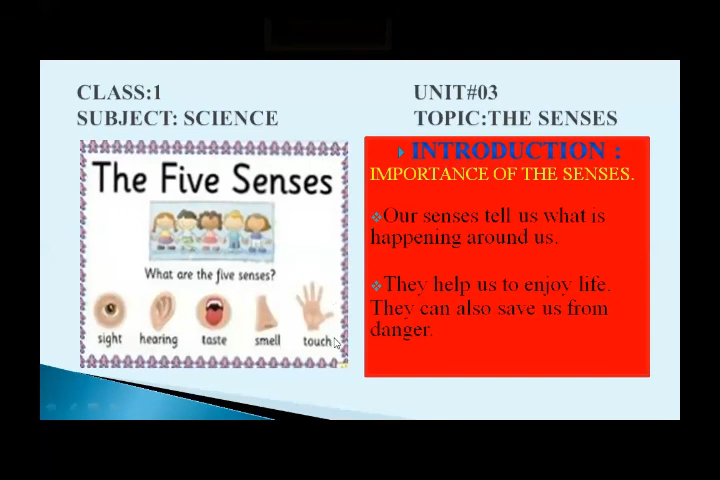 CLASS:1
SUBJECT: SCIENCE
UNIT#03
TOPIC:THE SENSES
The Five Senses
What are the five senses?
sight hearing taste smell touch
INTRODUCTION :
IMPORTANCE OF THE SENSES.
Our senses tell us what is
happening around us.
They help us to enjoy life.
They can also save us from
danger.